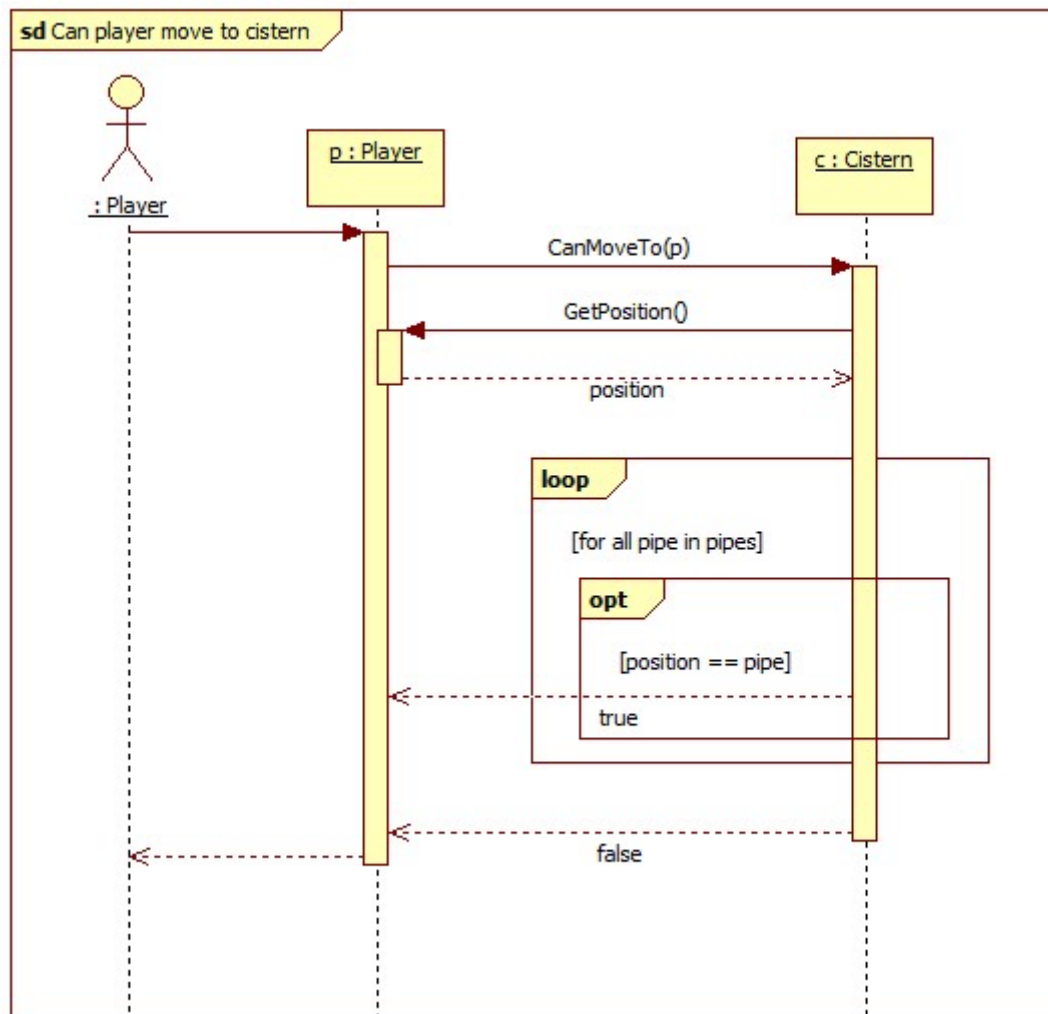 sd Can player move to cistern
: Player
p : Player
c : Cistern
CanMoveTo(p)
GetPosition()
position
loop
[for all pipe in pipes]
opt
[position == pipe]
true
false